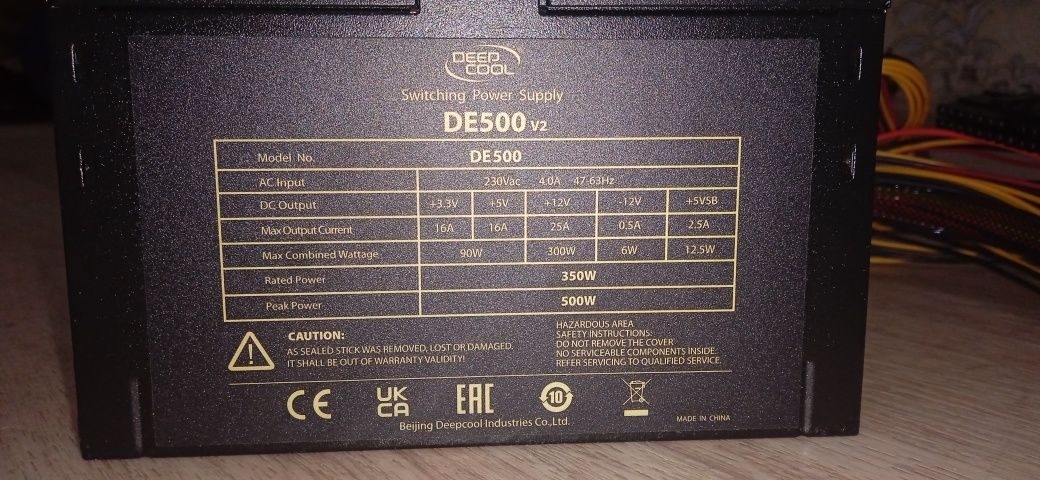 DEEP
COOL
Switching Power Supply
DE500 V2
Model No. DE500
AC Input 230Vac 4.0A 47-63Hz
DC Output +3.3V +5V +12V -12V +5VSB
Max Output Current 16A 16A 25A 0.5A 2.5A
Max Combined Wattage 90W 300W 6W 12.5W
Rated Power 350W
Peak Power 500W
CAUTION:
AS SEALED STICK WAS REMOVED, LOST OR DAMAGED.
IT SHALL BE OUT OF WARRANTY VALIDITY!
HAZARDOUS AREA
SAFETY INSTRUCTIONS:
DO NOT REMOVE THE COVER
NO SERVICEABLE COMPONENTS INSIDE.
REFER SERVICING TO QUALIFIED SERVICE.
CE UK CA EAC 10
MADE IN CHINA
Beijing Deepcool Industries Co.,Ltd.